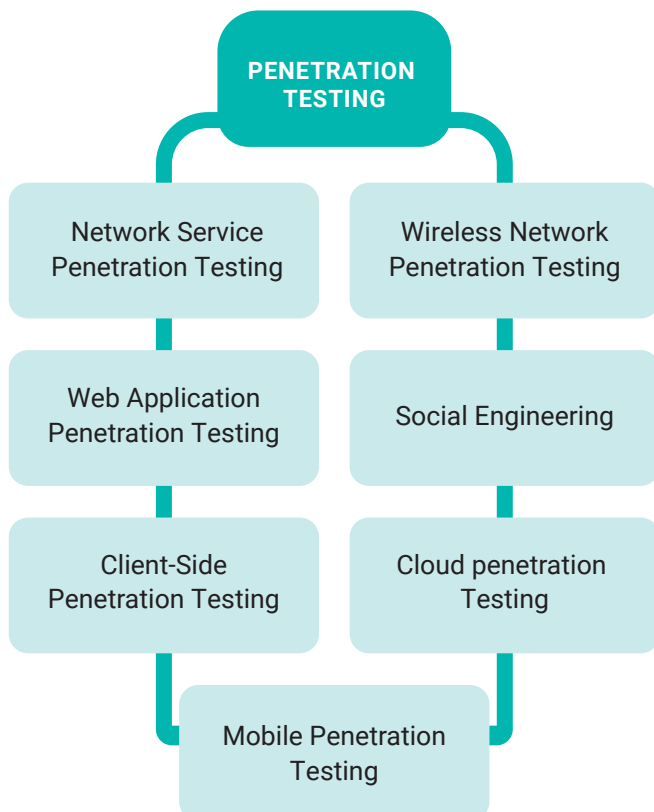 PENETRATION
TESTING
Network Service
Penetration Testing
Wireless Network
Penetration Testing
Web Application
Penetration Testing
Social Engineering
Client-Side
Penetration Testing
Cloud penetration
Testing
Mobile Penetration
Testing